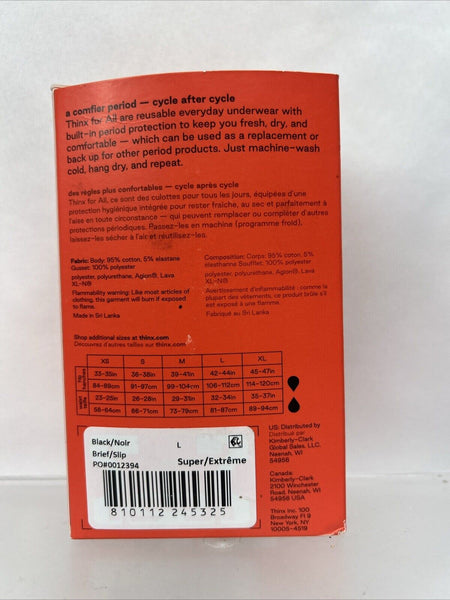 a comfier period — cycle after cycle
Thinx for All are reusable everyday underwear with
built-in period protection to keep you fresh, dry, and
comfortable — which can be used as a replacement or
back up for other period products. Just machine-wash
cold, hang dry, and repeat.
des règles plus confortables — cycle après cycle
Thinx for All, ce sont des culottes pour tous les jours, équipées d'une
protection hygiénique intégrée pour rester fraîche, au sec et parfaitement à
l'aise en toute circonstance — qui peuvent remplacer ou compléter d'autres
protections périodiques. Passez-les en machine (programme froid),
laissez-les sécher à l'air et réutilisez-les.
Fabric: Body: 95% cotton, 5% elastane
Gusset: 100% polyester
polyester, polyurethane, Agion®, Lava
XL-N®
Flammability warning: Like most articles of
clothing, this garment will burn if exposed
to flame.
Made in Sri Lanka
Composition: Corps: 95% coton, 5%
élasthanne Soufflet: 100% polyester
polyester, polyuréthane, Agion®, Lava
XL-N®
Avertissement d'inflammabilité : comme la
plupart des vêtements, ce produit brûle s'il
est exposé à une flamme.
Fabriqué au Sri Lanka
Shop additional sizes at thinx.com
Découvrez d'autres tailles sur thinx.com
XS S M L XL
hip
33-35in 36-38in 39-41in 42-44in 45-47in
84-89cm 91-97cm 99-104cm 106-112cm 114-120cm
waist
23-25in 26-28in 29-31in 32-34in 35-37in
58-64cm 66-71cm 73-79cm 81-87cm 89-94cm
Black/Noir L
Brief/Slip
PO#0012394 Super/Extrême
810112 245325
US: Distributed by
Distribué par
Kimberly-Clark
Global Sales, LLC.
Neenah, WI
54956
Canada:
Kimberly-Clark
2100 Winchester
Road, Neenah, WI
54956 USA
Thinx Inc. 100
Broadway Fl 9
New York, NY
10005-4519